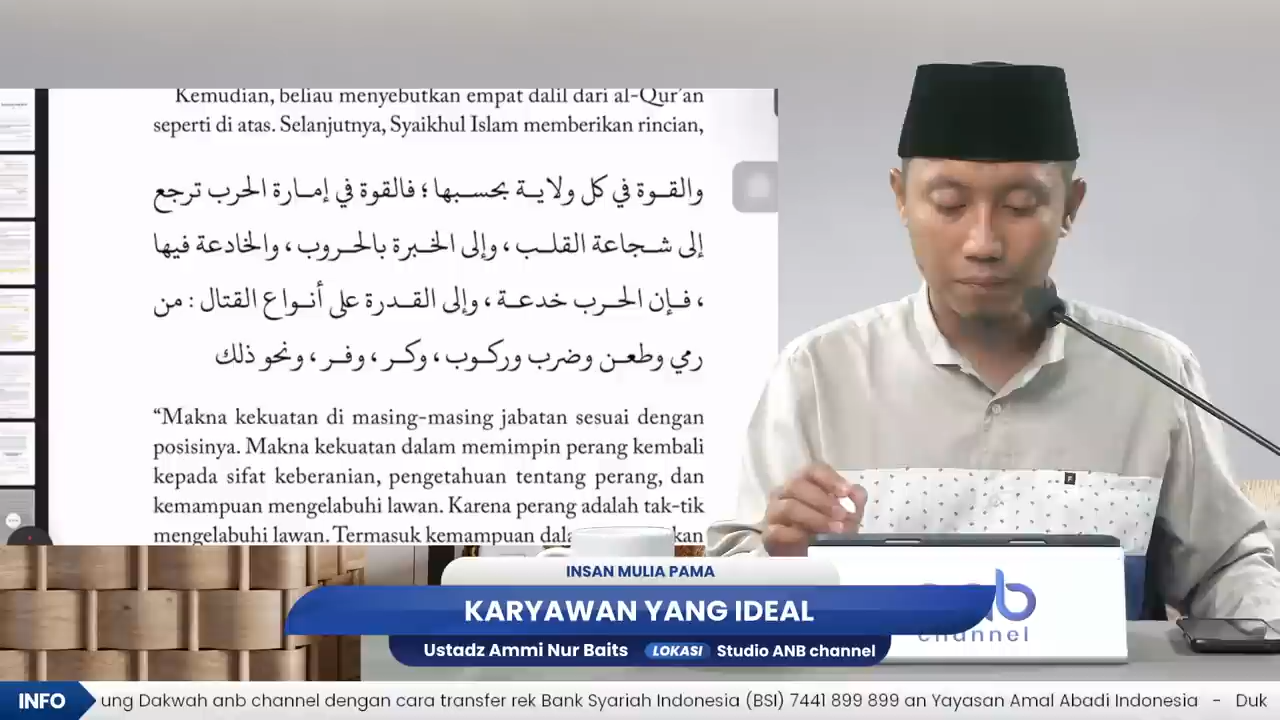 Kemudian, beliau menyebutkan empat dalil dari al-Qur'an
seperti di atas. Selanjutnya, Syaikhul Islam memberikan rincian,
والقوة في كل ولاية بحسبها ؛ فالقوة في إمارة الحرب ترجع
إلى شجاعة القلب ، وإلى الخبرة بالحروب ، والخادعة فيها
، فإن الحرب خدعة ، وإلى القدرة على أنواع القتال : من
رمي وطعن وضرب وركوب ، وكر ، وفر ، ونحو ذلك
“Makna kekuatan di masing-masing jabatan sesuai dengan
posisinya. Makna kekuatan dalam memimpin perang kembali
kepada sifat keberanian, pengetahuan tentang perang, dan
kemampuan mengelabuhi lawan. Karena perang adalah tak-tik
mengelabuhi lawan. Termasuk kemampuan
INSAN MULIA PAMA
KARYAWAN YANG IDEAL
Ustadz Ammi Nur Baits LOKASI Studio ANB channel
channel
INFO ung Dakwah anb channel dengan cara transfer rek Bank Syariah Indonesia (BSI) 7441 899 899 an Yayasan Amal Abadi Indonesia - Duk